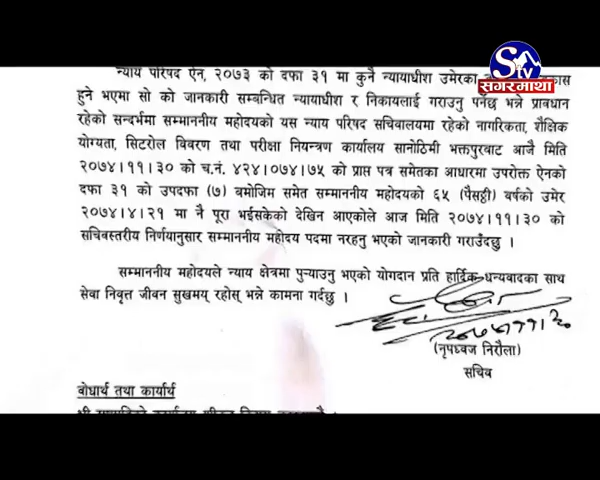 STV
सगरमाथा
न्याय परिषद ऐन, २०७३ को दफा ३१ मा कुनै न्यायाधीश उमेरका
हुने भएमा सो को जानकारी सम्बन्धित न्यायाधीश र निकायलाई गराउनु पर्नेछ भन्ने प्रावधान
रहेको सन्दर्भमा सम्माननीय महोदयको यस न्याय परिषद सचिवालयमा रहेको नागरिकता, शैक्षिक
योग्यता, सिटरोल विवरण तथा परीक्षा नियन्त्रण कार्यालय सानोठिमी भक्तपुरबाट आजै मिति
२०७४।११।३० को च.नं. ४२४।०७४।७५ को प्राप्त पत्र समेतका आधारमा उपरोक्त ऐनको
दफा ३१ को उपदफा (७) बमोजिम समेत सम्माननीय महोदयको ६५ (पैसठ्ठी) बर्षको उमेर
२०७४।४।२१ मा नै पूरा भईसकेको देखिन आएकोले आज मिति २०७४।११।३० को
सचिवस्तरीय निर्णयानुसार सम्माननीय महोदय पदमा नरहनु भएको जानकारी गराउँदछु ।
सम्माननीय महोदयले न्याय क्षेत्रमा पुऱ्याउनु भएको योगदान प्रति हार्दिक धन्यवादका साथ
सेवा निवृत्त जीवन सुखमय रहोस् भन्ने कामना गर्दछु ।
(नृपध्वज निरौला)
सचिव
बोधार्थ तथा कार्यार्थ